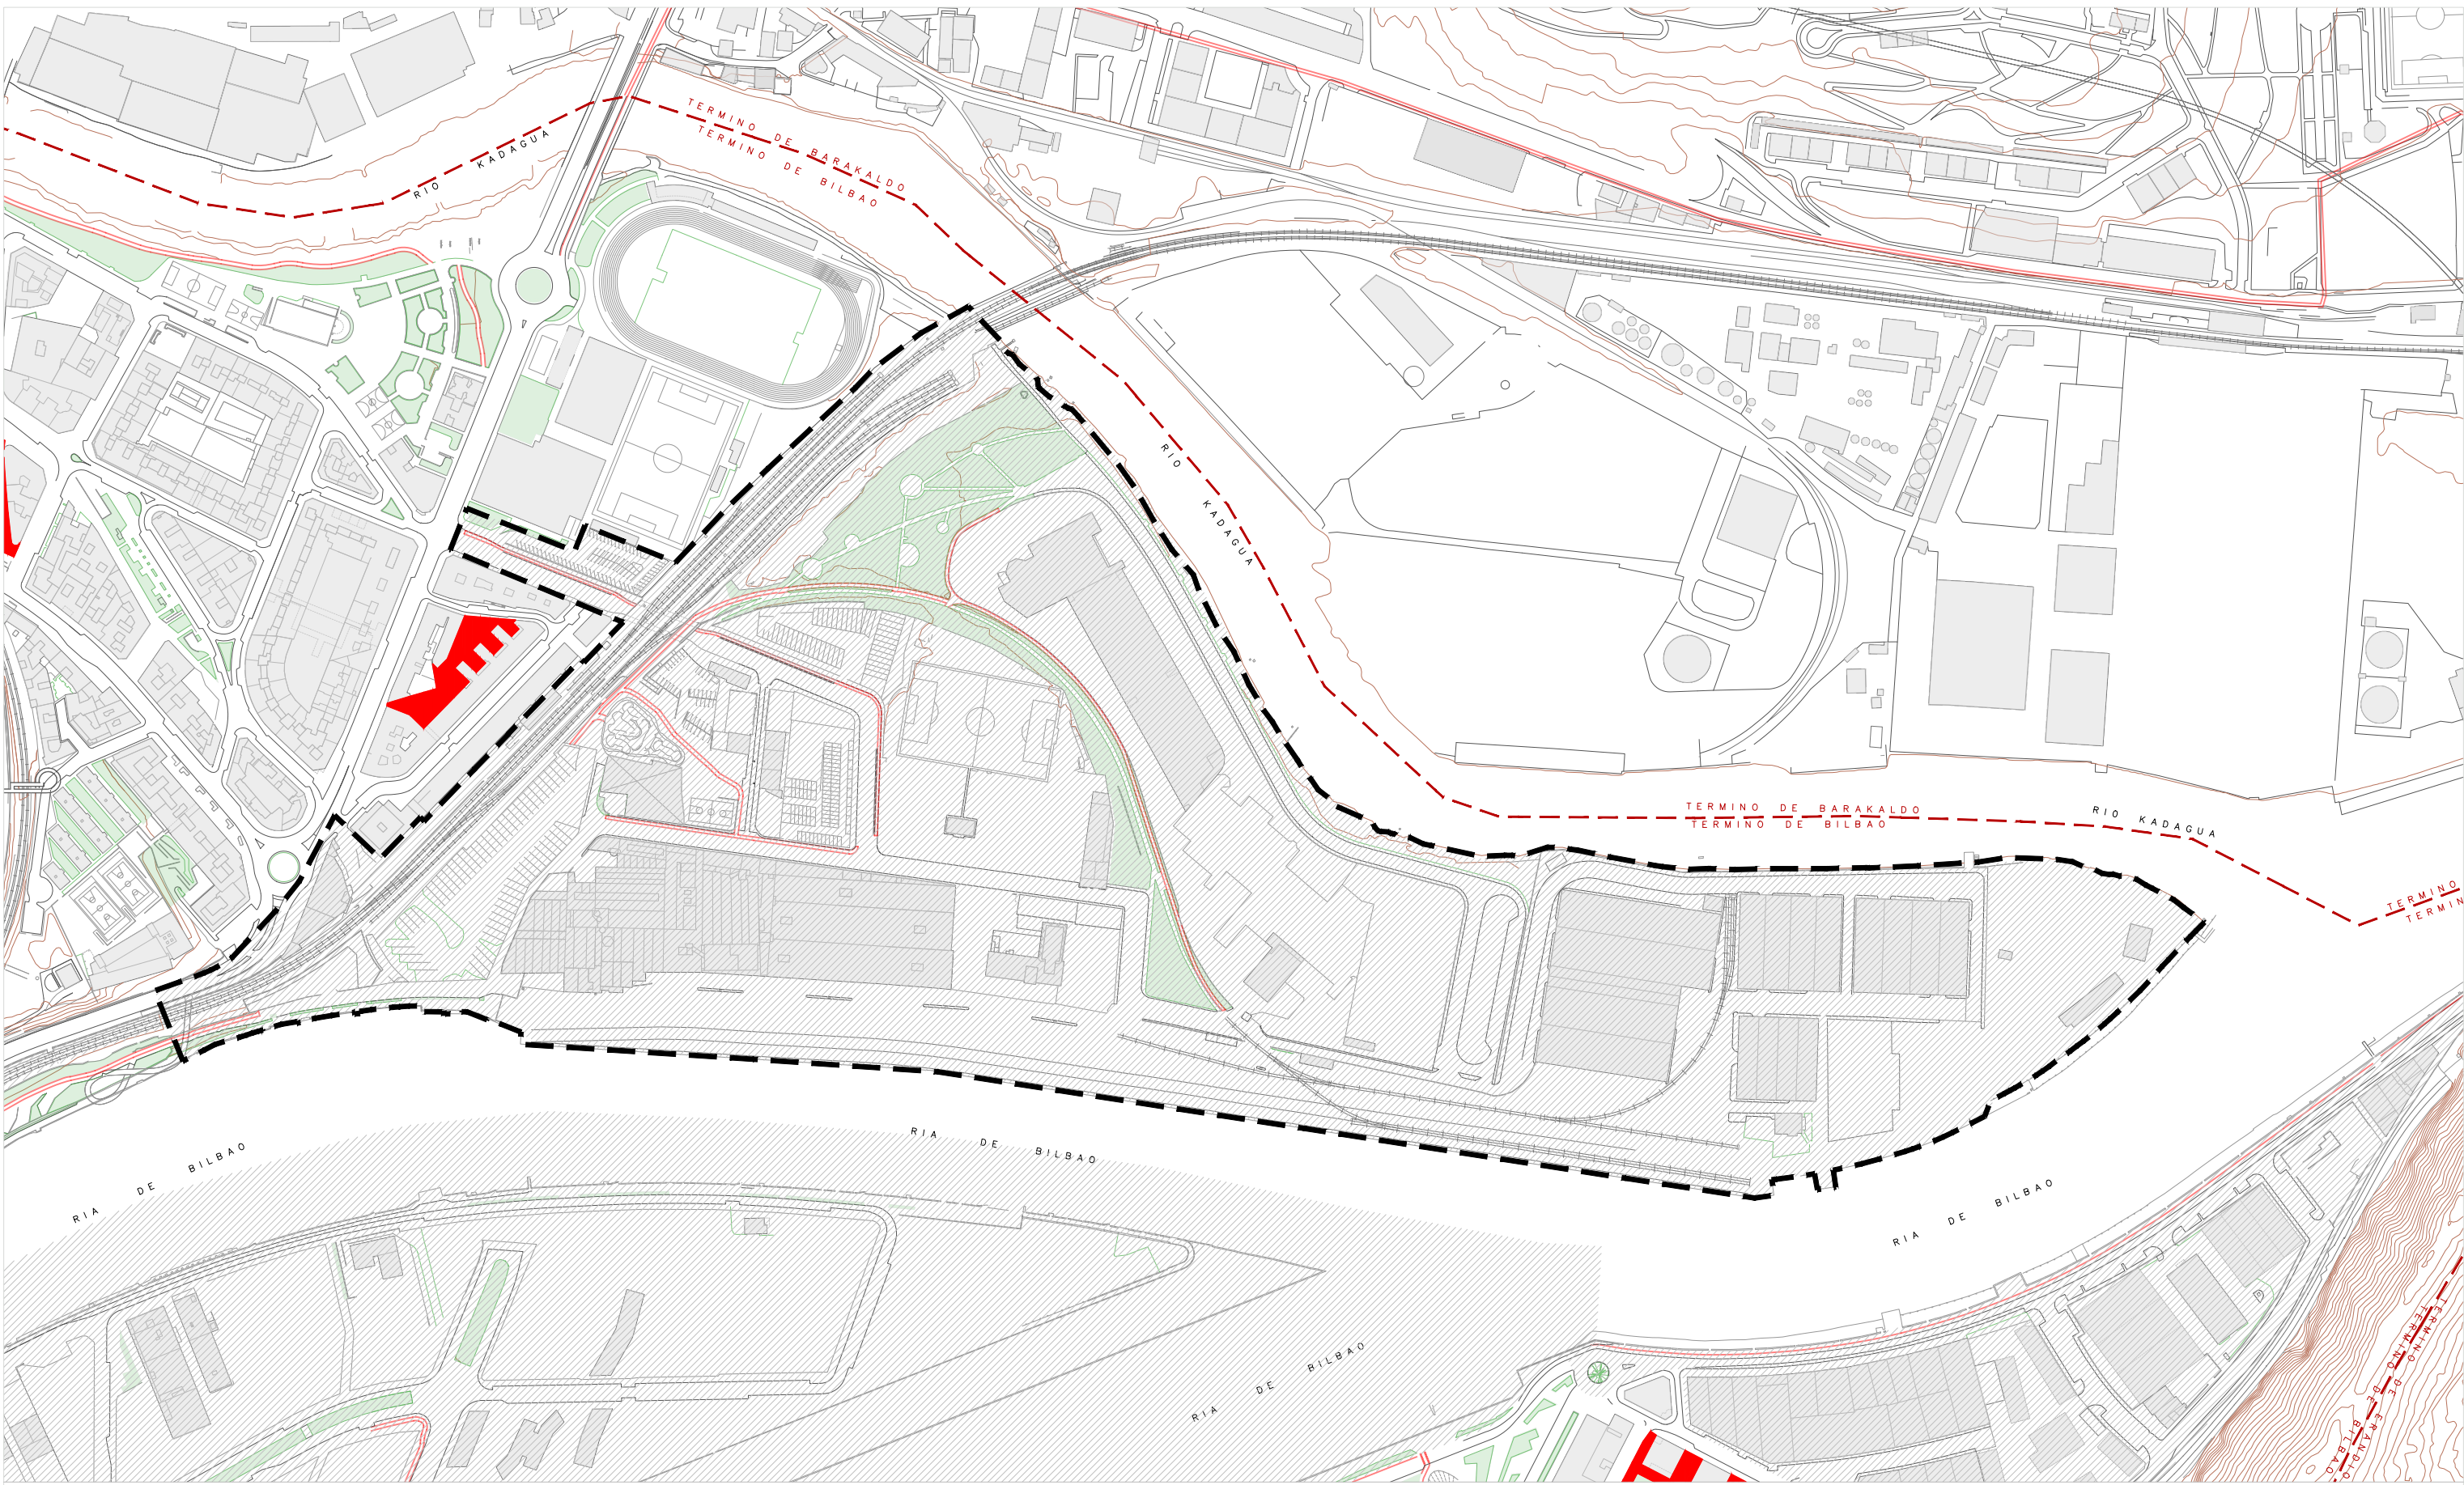 TERMINO DE BARAKALDO
TERMINO DE BILBAO
RIO KADAGUA
RIO KADAGUA
TERMINO DE BARAKALDO
TERMINO DE BILBAO
RIO KADAGUA
TERMINO
TERMIN
RIA DE BILBAO
RIA DE BILBAO
RIA DE BILBAO
RIA DE BILBAO
TERMINO DE ERANDIO
TERMINO DE BILBAO